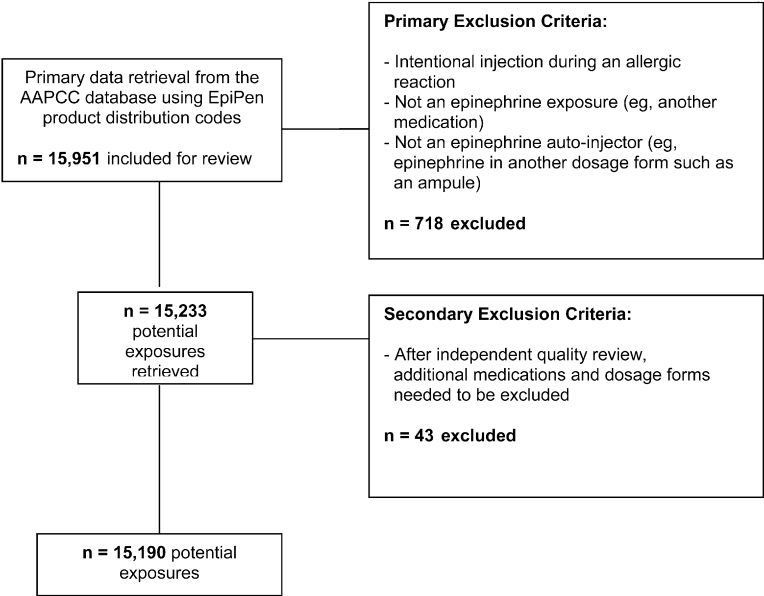 Primary data retrieval from the
AAPCC database using EpiPen
product distribution codes
n = 15,951 included for review
Primary Exclusion Criteria:
- Intentional injection during an allergic
reaction
- Not an epinephrine exposure (eg, another
medication)
- Not an epinephrine auto-injector (eg,
epinephrine in another dosage form such as
an ampule)
n = 718 excluded
n = 15,233
potential
exposures
retrieved
Secondary Exclusion Criteria:
- After independent quality review,
additional medications and dosage forms
needed to be excluded
n = 43 excluded
n = 15,190 potential
exposures